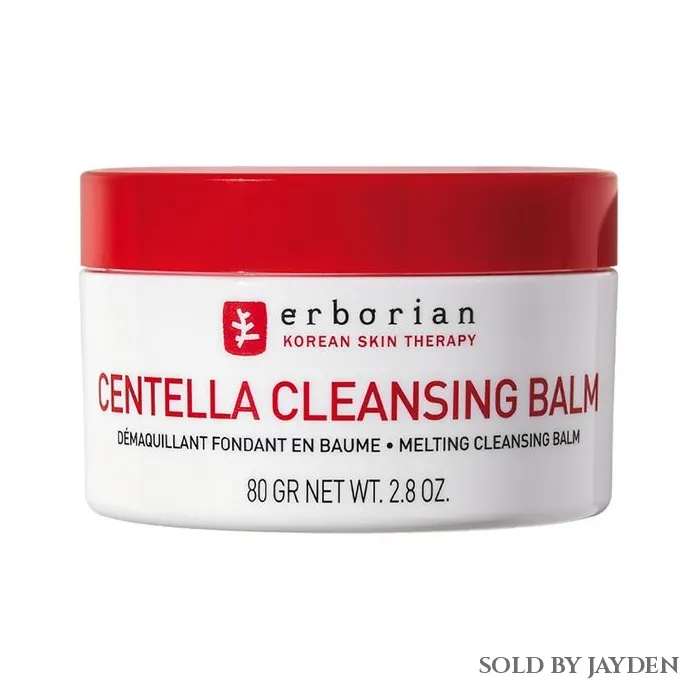 erborian
KOREAN SKIN THERAPY
CENTELLA CLEANSING BALM
DÉMAQUILLANT FONDANT EN BAUME • MELTING CLEANSING BALM
80 GR NET WT. 2.8 OZ.
SOLD BY JAYDEN